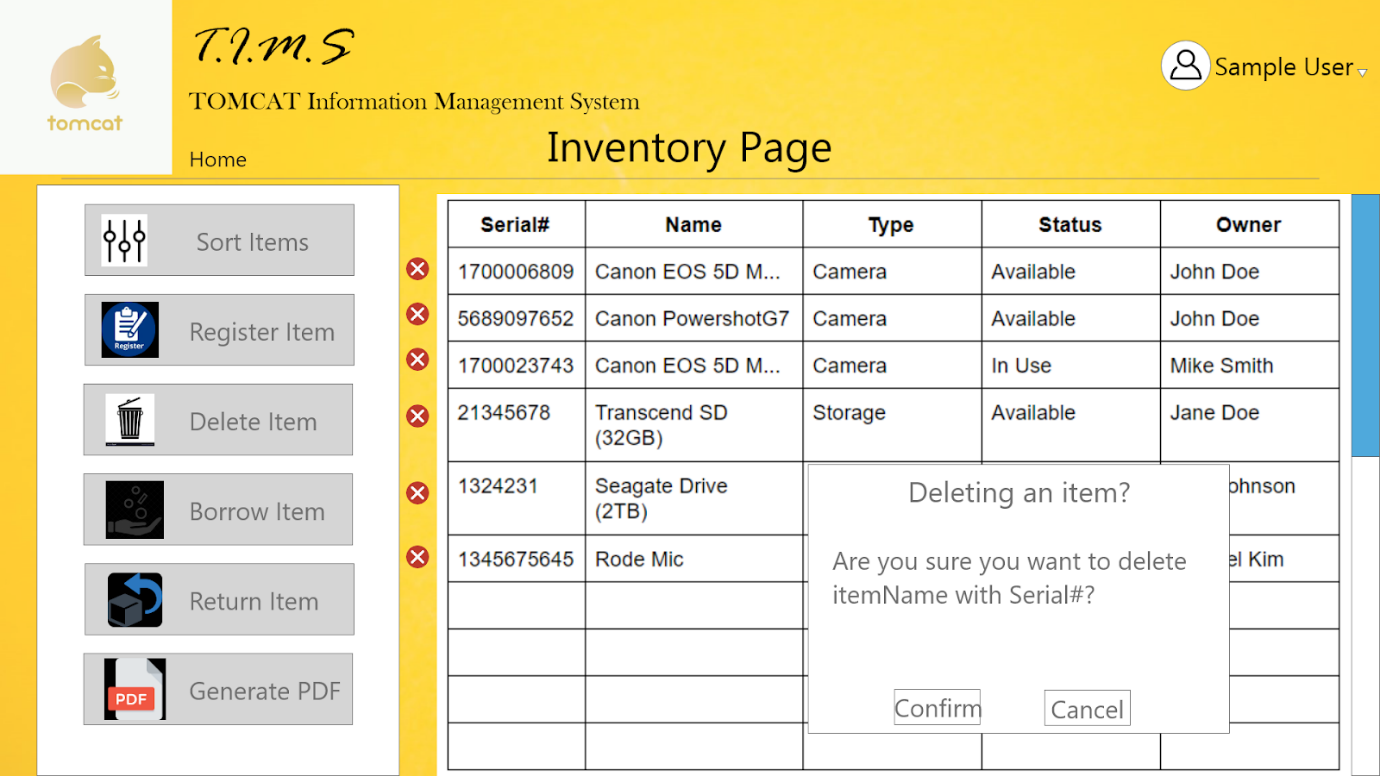 T.I.M.S
TOMCAT Information Management System
tomcat
Sample User
Home
Inventory Page
Sort Items
Register
Register Item
Delete Item
Borrow Item
Return Item
PDF
Generate PDF
Serial# Name Type Status Owner
1700006809 Canon EOS 5D M... Camera Available John Doe
5689097652 Canon PowershotG7 Camera Available John Doe
1700023743 Canon EOS 5D M... Camera In Use Mike Smith
21345678 Transcend SD Storage Available Jane Doe
(32GB)
1324231 Seagate Drive
(2TB)
1345675645 Rode Mic Kim
Deleting an item?
Are you sure you want to delete
itemName with Serial#?
Confirm Cancel